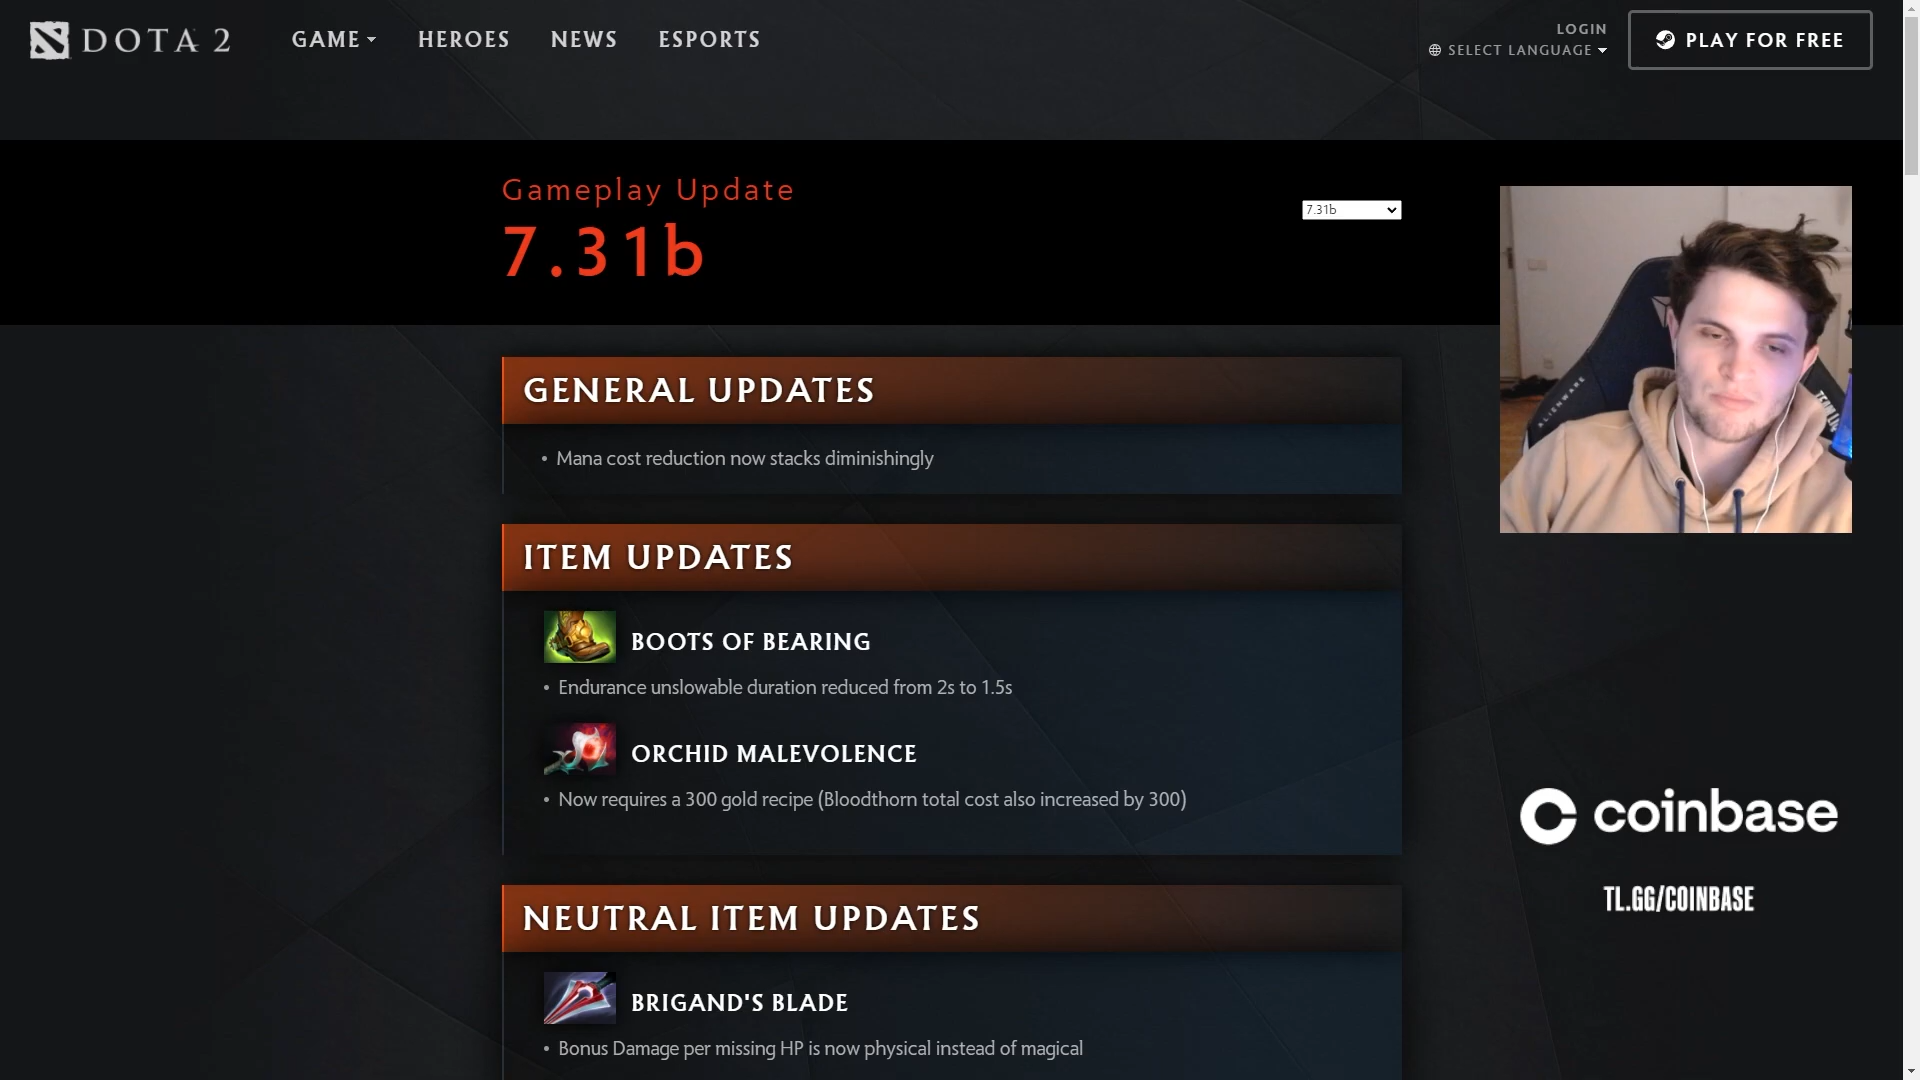 DOTA 2
GAME
HEROES
NEWS
ESPORTS
LOGIN
SELECT LANGUAGE
PLAY FOR FREE
Gameplay Update
7.31b
7.31b
GENERAL UPDATES
• Mana cost reduction now stacks diminishingly
ITEM UPDATES
BOOTS OF BEARING
• Endurance unslowable duration reduced from 2s to 1.5s
ORCHID MALEVOLENCE
• Now requires a 300 gold recipe (Bloodthorn total cost also increased by 300)
NEUTRAL ITEM UPDATES
BRIGAND'S BLADE
• Bonus Damage per missing HP is now physical instead of magical
ALIENWARE
coinbase
TL.GG/COINBASE